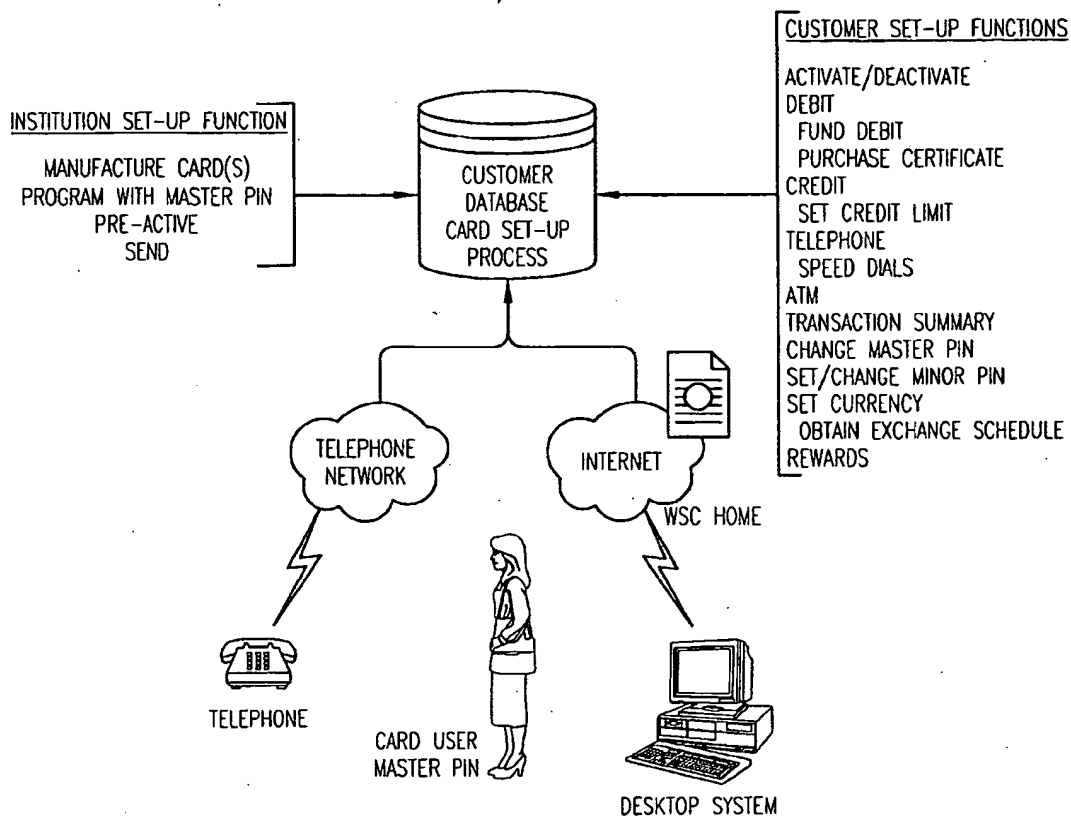 INSTITUTION SET-UP FUNCTION
MANUFACTURE CARD(S)
PROGRAM WITH MASTER PIN
PRE-ACTIVE
SEND
CUSTOMER
DATABASE
CARD SET-UP
PROCESS
CUSTOMER SET-UP FUNCTIONS
ACTIVATE/DEACTIVATE
DEBIT
FUND DEBIT
PURCHASE CERTIFICATE
CREDIT
SET CREDIT LIMIT
TELEPHONE
SPEED DIALS
ATM
TRANSACTION SUMMARY
CHANGE MASTER PIN
SET/CHANGE MINOR PIN
SET CURRENCY
OBTAIN EXCHANGE SCHEDULE
REWARDS
TELEPHONE
NETWORK
INTERNET
WSC HOME
TELEPHONE
CARD USER
MASTER PIN
DESKTOP SYSTEM